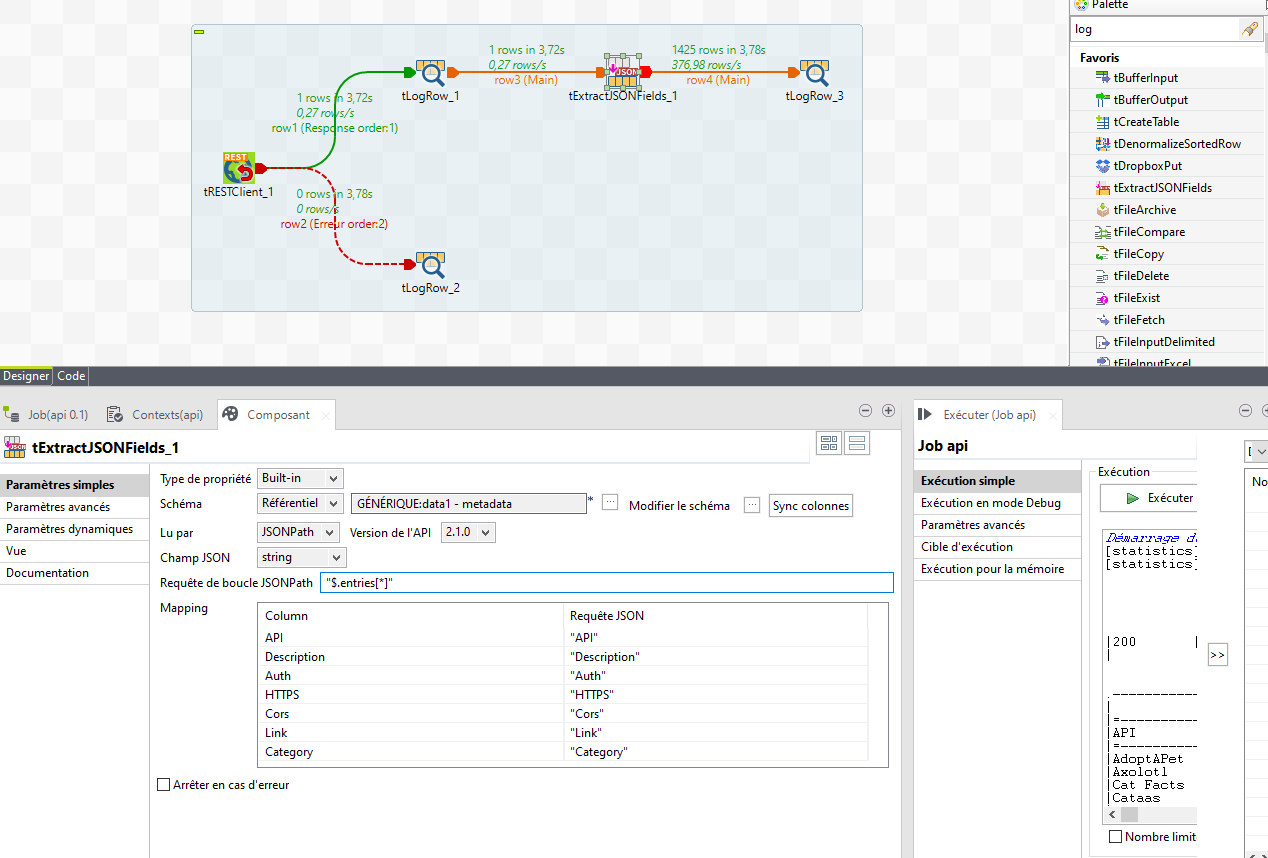 Palette
log
Favoris
tBufferInput
tBufferOutput
tCreateTable
tDenormalizeSortedRow
tDropboxPut
tExtractJSONFields
tFileArchive
tFileCompare
tFileCopy
tFileDelete
tFileExist
tFileFetch
tFileInputDelimited
tFileInputExcel
1 rows in 3,72s
0,27 rows/s
row3 (Main)
1425 rows in 3,78s
376,98 rows/s
row4 (Main)
JSON
tLogRow_1
tExtractJSONFields_1
tLogRow_3
1 rows in 3,72s
0,27 rows/s
row1 (Response order:1)
REST
tRESTClient_1
0 rows in 3,78s
0 rows/s
row2 (Erreur order:2)
tLogRow_2
Designer Code
Job(api 0.1) Contexts(api) Composant
tExtractJSONFields_1
Paramètres simples
Paramètres avancés
Paramètres dynamiques
Vue
Documentation
Type de propriété Built-in
Schéma Référentiel GÉNÉRIQUE:data1 - metadata * ... Modifier le schéma ... Sync colonnes
Lu par JSONPath Version de l'API 2.1.0
Champ JSON string
Requête de boucle JSONPath "$.entries[*]"
Mapping
Column Requête JSON
API "API"
Description "Description"
Auth "Auth"
HTTPS "HTTPS"
Cors "Cors"
Link "Link"
Category "Category"
Arrêter en cas d'erreur
Exécuter (Job api)
Job api
Exécution simple
Exécution en mode Debug
Paramètres avancés
Cible d'exécution
Exécution pour la mémoire
Exécution
Exécuter
Démarrage d
[statistics]
[statistics]
|200 |
|
.------------
|
|=-----------
|API
|=-----------
|AdoptAPet
|Axolotl
|Cat Facts
|Cataas
Nombre limit
>>
No